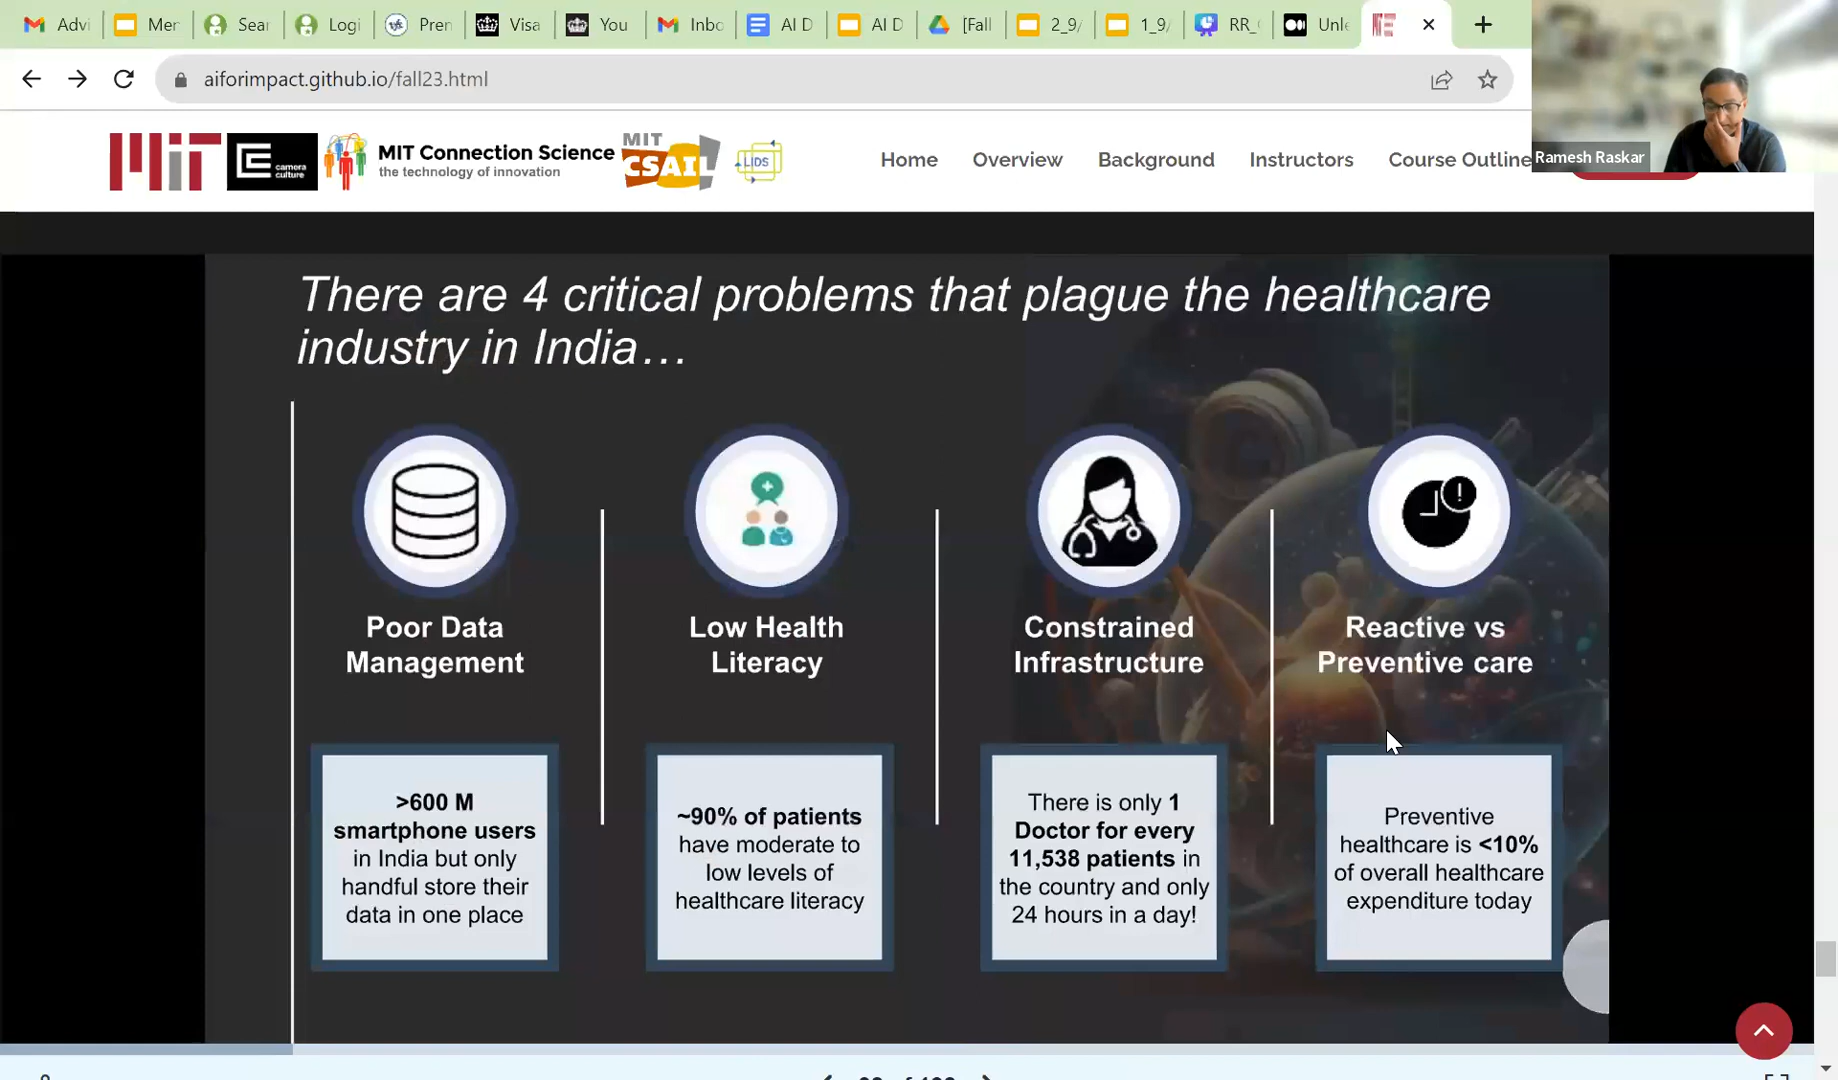 Advi
Mer
Sear
Logi
Pren
Visa
You
Inbo
AI D
AI D
[Fall
2_9/
1_9/
RR_
Unle
aiforimpact.github.io/fall23.html
Ramesh Raskar
MIT
camera
culture
MIT Connection Science
the technology of innovation
MIT
CSAIL
LIDS
Home
Overview
Background
Instructors
Course Outline
There are 4 critical problems that plague the healthcare
industry in India…
Poor Data
Management
>600 M
smartphone users
in India but only
handful store their
data in one place
Low Health
Literacy
~90% of patients
have moderate to
low levels of
healthcare literacy
Constrained
Infrastructure
There is only 1
Doctor for every
11,538 patients in
the country and only
24 hours in a day!
Reactive vs
Preventive care
Preventive
healthcare is <10%
of overall healthcare
expenditure today